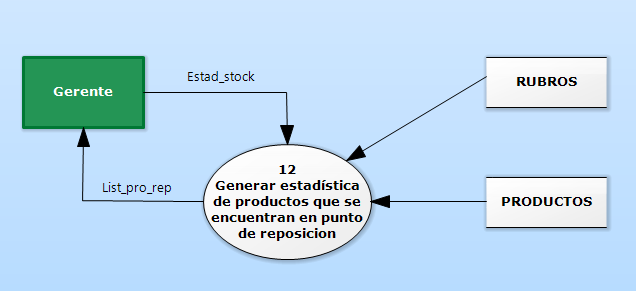 Estad_stock
Gerente
RUBROS
12
Generar estadística
de productos que se
encuentran en punto
de reposicion
List_pro_rep
PRODUCTOS